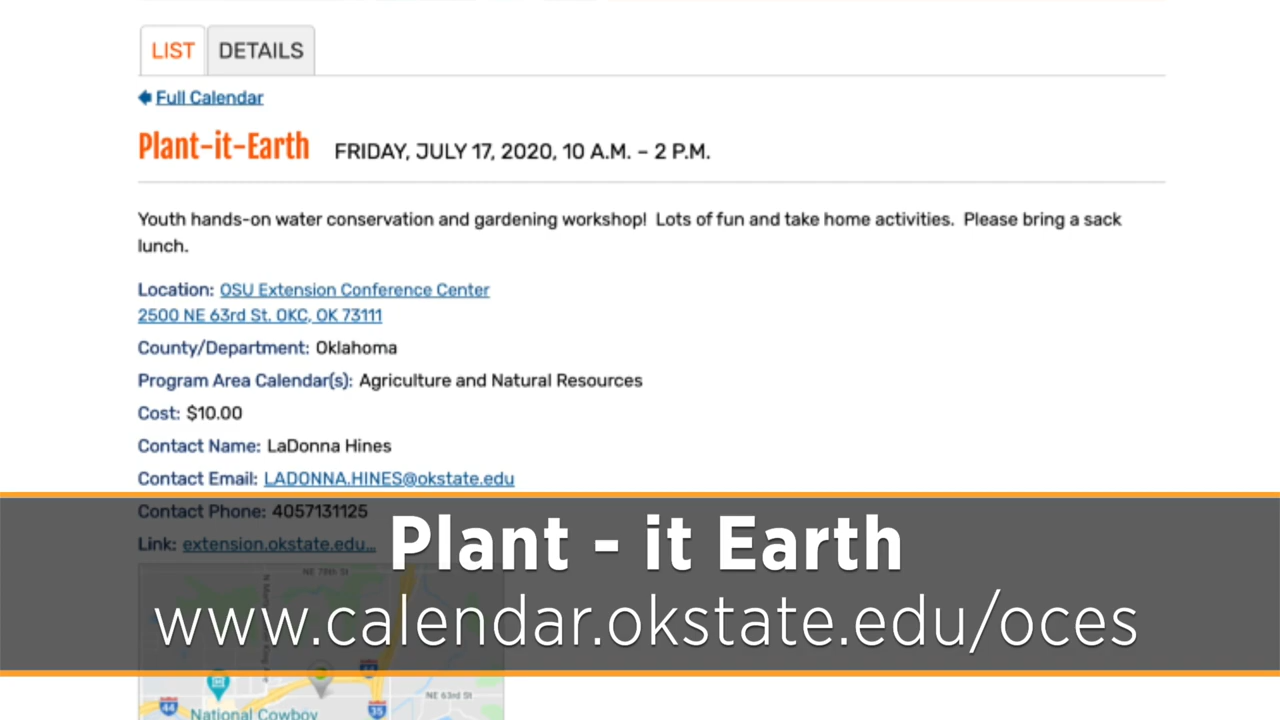 LIST DETAILS
Full Calendar
Plant-it-Earth FRIDAY, JULY 17, 2020, 10 A.M. – 2 P.M.
Youth hands-on water conservation and gardening workshop! Lots of fun and take home activities. Please bring a sack
lunch.
Location: OSU Extension Conference Center
2500 NE 63rd St. OKC, OK 73111
County/Department: Oklahoma
Program Area Calendar(s): Agriculture and Natural Resources
Cost: $10.00
Contact Name: LaDonna Hines
Contact Email: LADONNA.HINES@okstate.edu
Contact Phone: 4057131125
Link: extension.okstate.edu...
Plant - it Earth
www.calendar.okstate.edu/oces
NE 63rd St
44
35
National Cowboy